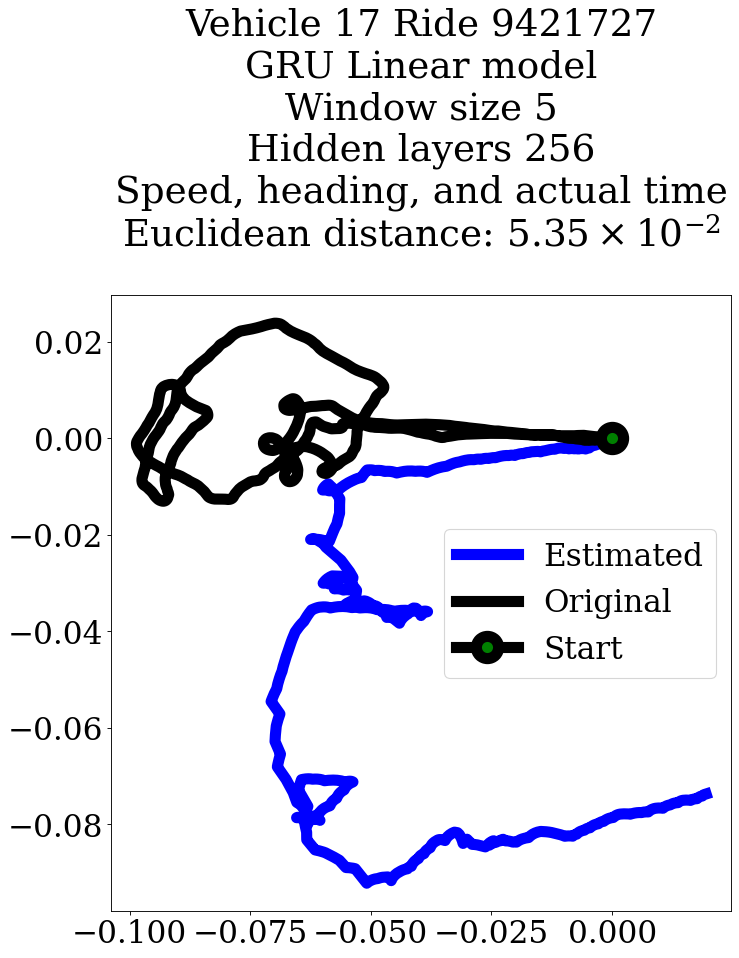 Vehicle 17 Ride 9421727
GRU Linear model
Window size 5
Hidden layers 256
Speed, heading, and actual time
Euclidean distance: 5.35 × 10⁻²
0.02
0.00
−0.02
−0.04
−0.06
−0.08
Estimated
Original
Start
−0.100 −0.075 −0.050 −0.025 0.000